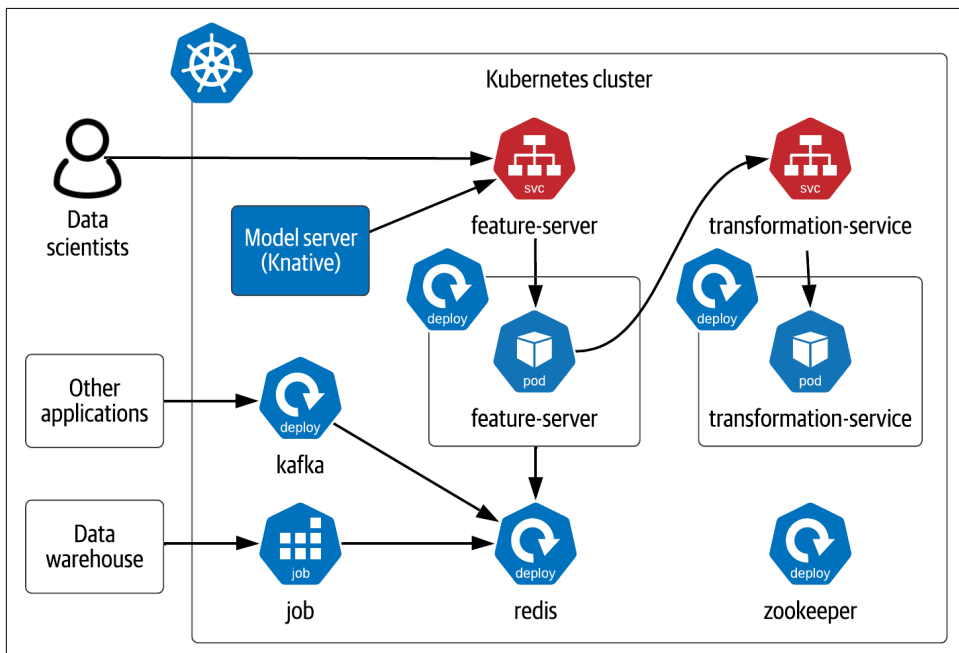 Kubernetes cluster
svc
svc
Data
scientists
Model server
(Knative)
feature-server
transformation-service
deploy
deploy
pod
pod
Other
applications
deploy
feature-server
transformation-service
kafka
Data
warehouse
job
deploy
deploy
job
redis
zookeeper